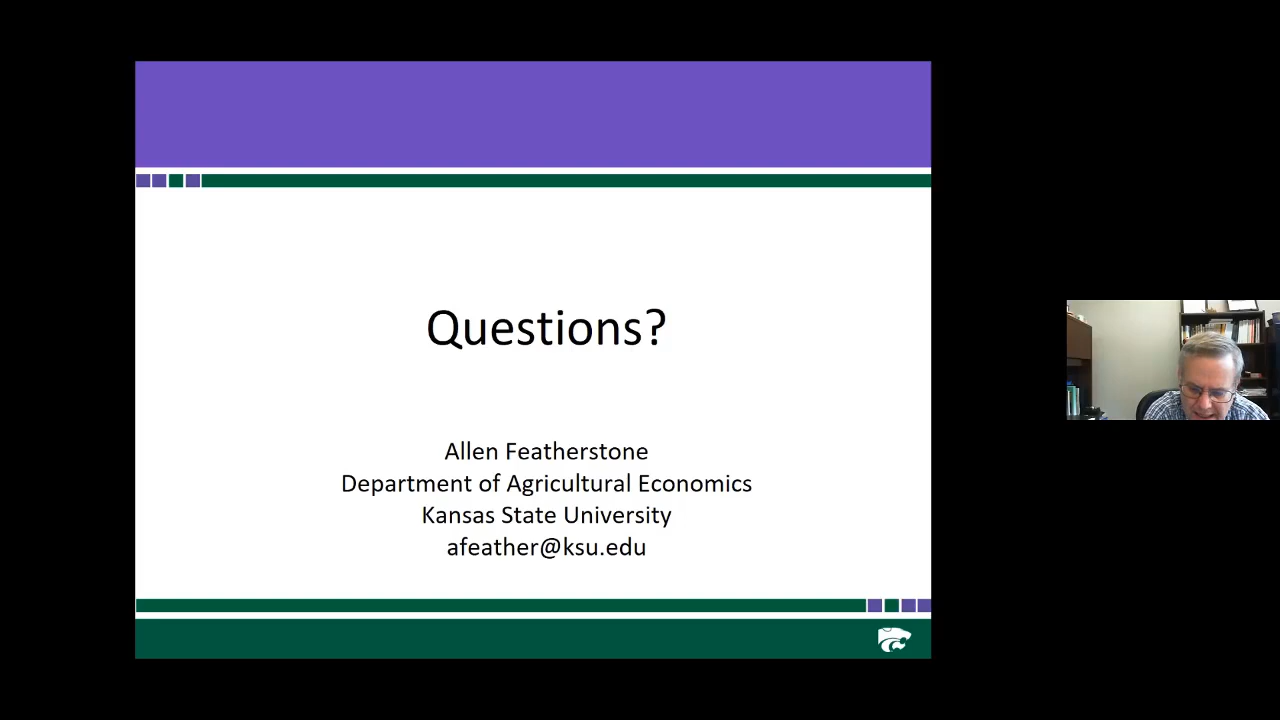 Questions?
Allen Featherstone
Department of Agricultural Economics
Kansas State University
afeather@ksu.edu